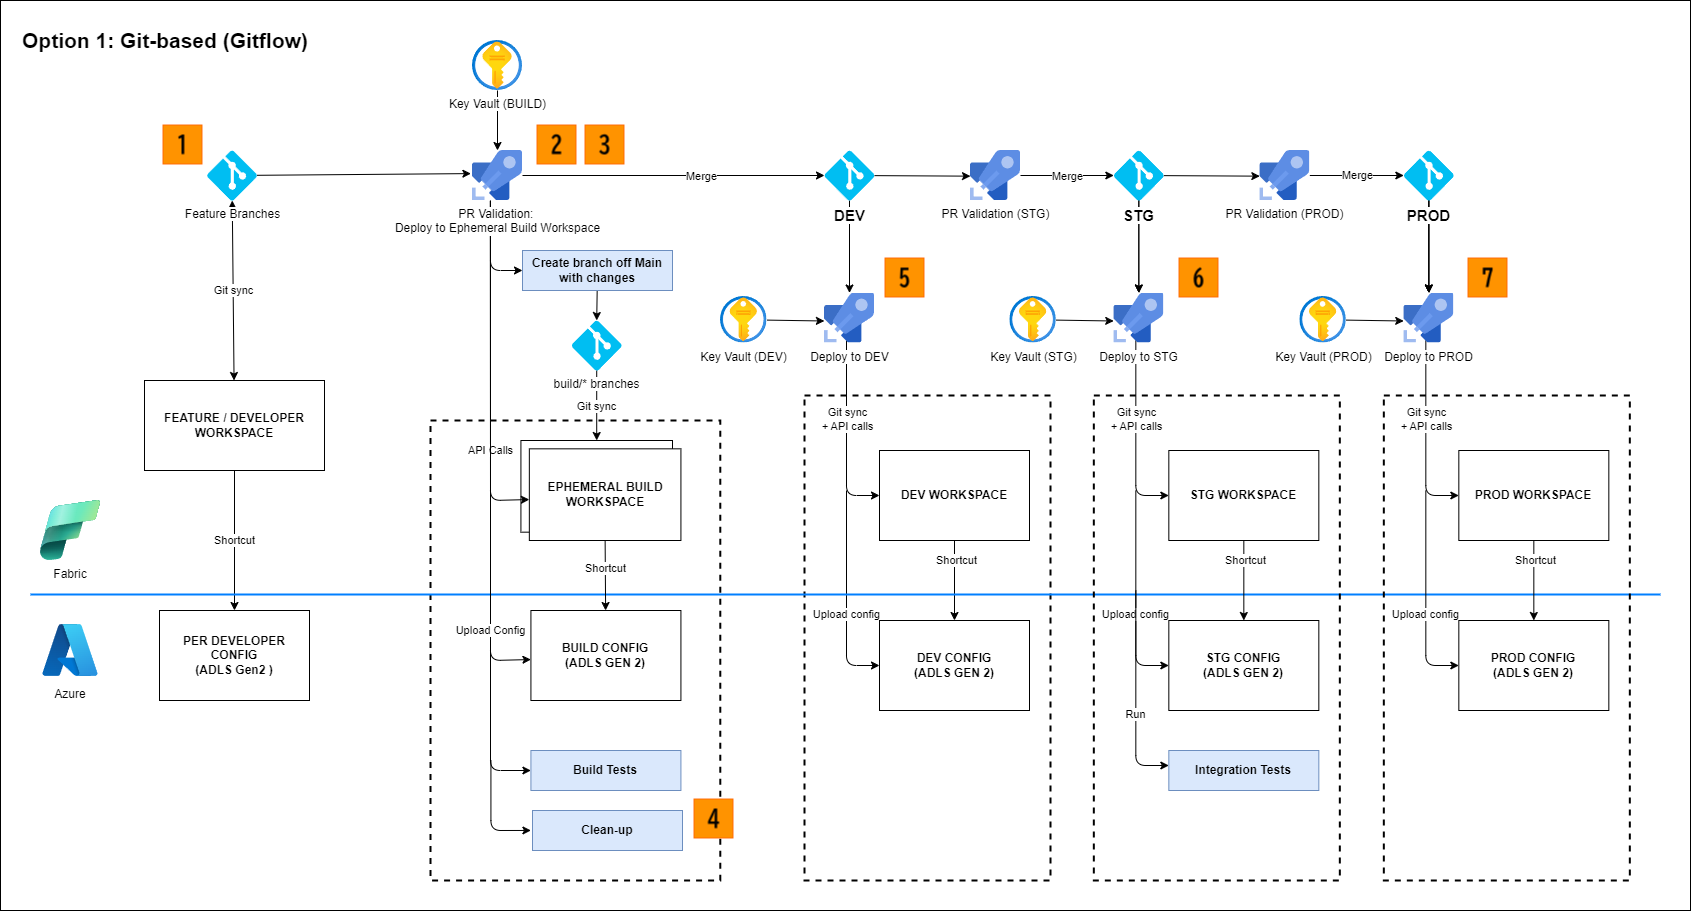 Option 1: Git-based (Gitflow)
Key Vault (BUILD)
1
2
3
Feature Branches
PR Validation:
Deploy to Ephemeral Build Workspace
Merge
DEV
PR Validation (STG)
Merge
STG
PR Validation (PROD)
Merge
PROD
Git sync
Create branch off Main
with changes
build/* branches
Git sync
5
6
7
Key Vault (DEV)
Deploy to DEV
Key Vault (STG)
Deploy to STG
Key Vault (PROD)
Deploy to PROD
FEATURE / DEVELOPER
WORKSPACE
API Calls
EPHEMERAL BUILD
WORKSPACE
Git sync
+ API calls
DEV WORKSPACE
Git sync
+ API calls
STG WORKSPACE
Git sync
+ API calls
PROD WORKSPACE
Fabric
Shortcut
Shortcut
Shortcut
Shortcut
Shortcut
Azure
PER DEVELOPER
CONFIG
(ADLS Gen2 )
Upload Config
BUILD CONFIG
(ADLS GEN 2)
Upload config
DEV CONFIG
(ADLS GEN 2)
Upload config
STG CONFIG
(ADLS GEN 2)
Upload config
PROD CONFIG
(ADLS GEN 2)
Run
Build Tests
Integration Tests
Clean-up
4